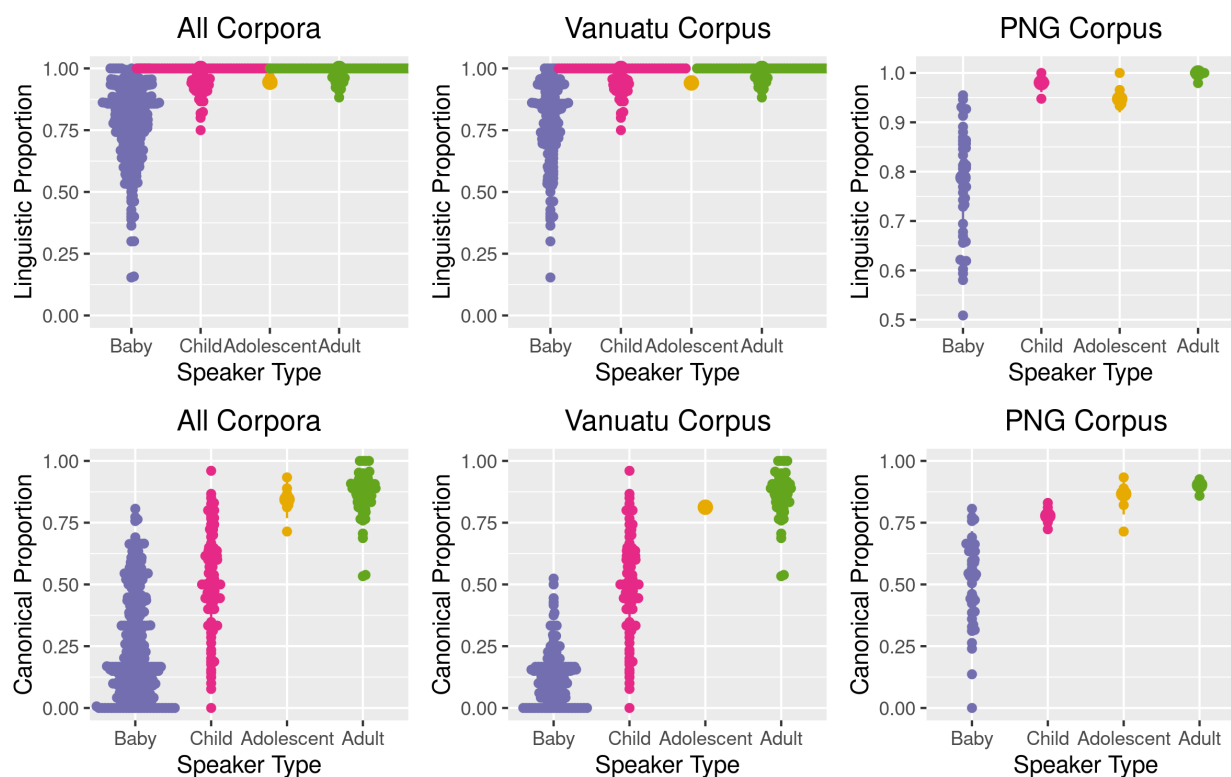 All Corpora
Vanuatu Corpus
PNG Corpus
Linguistic Proportion
1.00
0.75
0.50
0.25
0.00
Baby Child Adolescent Adult
Speaker Type
Linguistic Proportion
1.00
0.75
0.50
0.25
0.00
Baby Child Adolescent Adult
Speaker Type
Linguistic Proportion
1.0
0.9
0.8
0.7
0.6
0.5
Baby Child Adolescent Adult
Speaker Type
All Corpora
Vanuatu Corpus
PNG Corpus
Canonical Proportion
1.00
0.75
0.50
0.25
0.00
Baby Child Adolescent Adult
Speaker Type
Canonical Proportion
1.00
0.75
0.50
0.25
0.00
Baby Child Adolescent Adult
Speaker Type
Canonical Proportion
1.00
0.75
0.50
0.25
0.00
Baby Child Adolescent Adult
Speaker Type